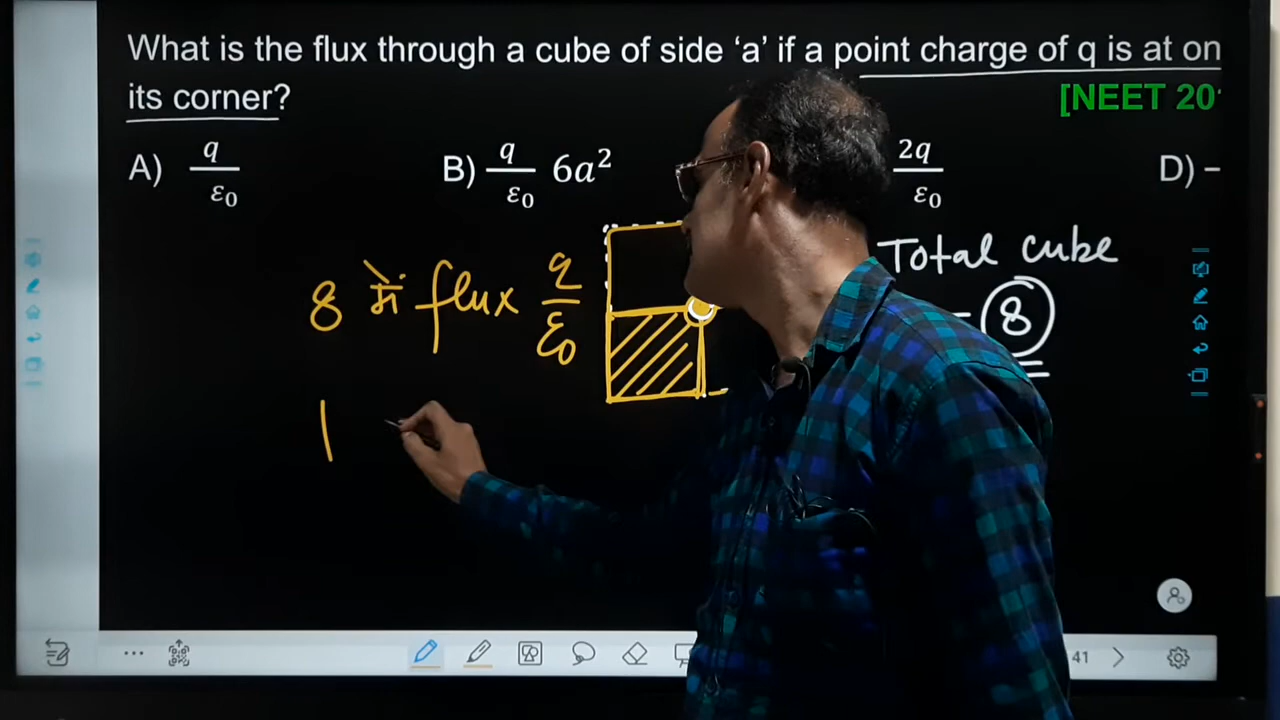 What is the flux through a cube of side ‘a’ if a point charge of q is at on
its corner?
[NEET 20
A) q/ε₀
B) q/ε₀ 6a²
2q/ε₀
D) −
Total cube
8 में flux q/ε₀
- 8
1
41